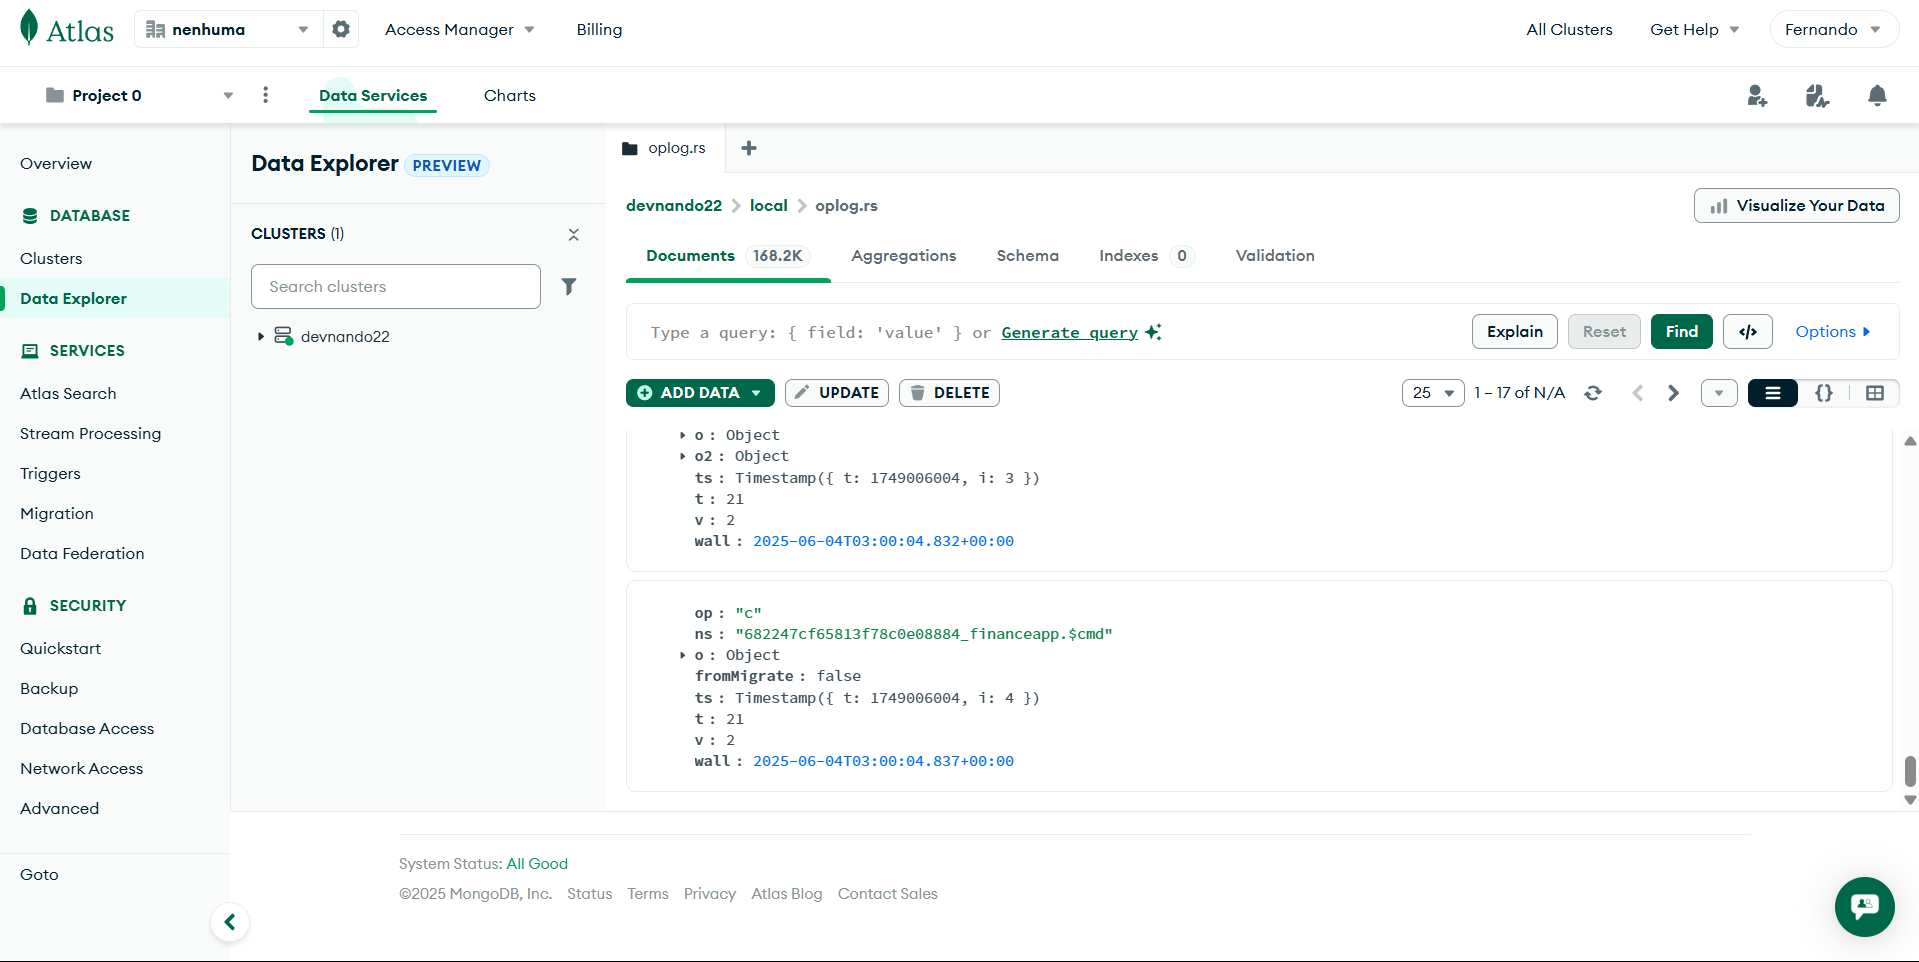 Atlas
nenhuma
Access Manager
Billing
All Clusters
Get Help
Fernando
Project 0
Data Services
Charts
Overview
DATABASE
Clusters
Data Explorer
SERVICES
Atlas Search
Stream Processing
Triggers
Migration
Data Federation
SECURITY
Quickstart
Backup
Database Access
Network Access
Advanced
Goto
Data Explorer PREVIEW
CLUSTERS (1)
Search clusters
devnando22
oplog.rs
devnando22 > local > oplog.rs
Visualize Your Data
Documents 168.2K
Aggregations
Schema
Indexes 0
Validation
Type a query: { field: 'value' } or Generate query
Explain
Reset
Find
</>
Options
ADD DATA
UPDATE
DELETE
25
1 – 17 of N/A
{}
o : Object
o2 : Object
ts : Timestamp({ t: 1749006004, i: 3 })
t : 21
v : 2
wall : 2025-06-04T03:00:04.832+00:00
op : "c"
ns : "682247cf65813f78c0e08884_financeapp.$cmd"
o : Object
fromMigrate : false
ts : Timestamp({ t: 1749006004, i: 4 })
t : 21
v : 2
wall : 2025-06-04T03:00:04.837+00:00
System Status: All Good
©2025 MongoDB, Inc. Status Terms Privacy Atlas Blog Contact Sales